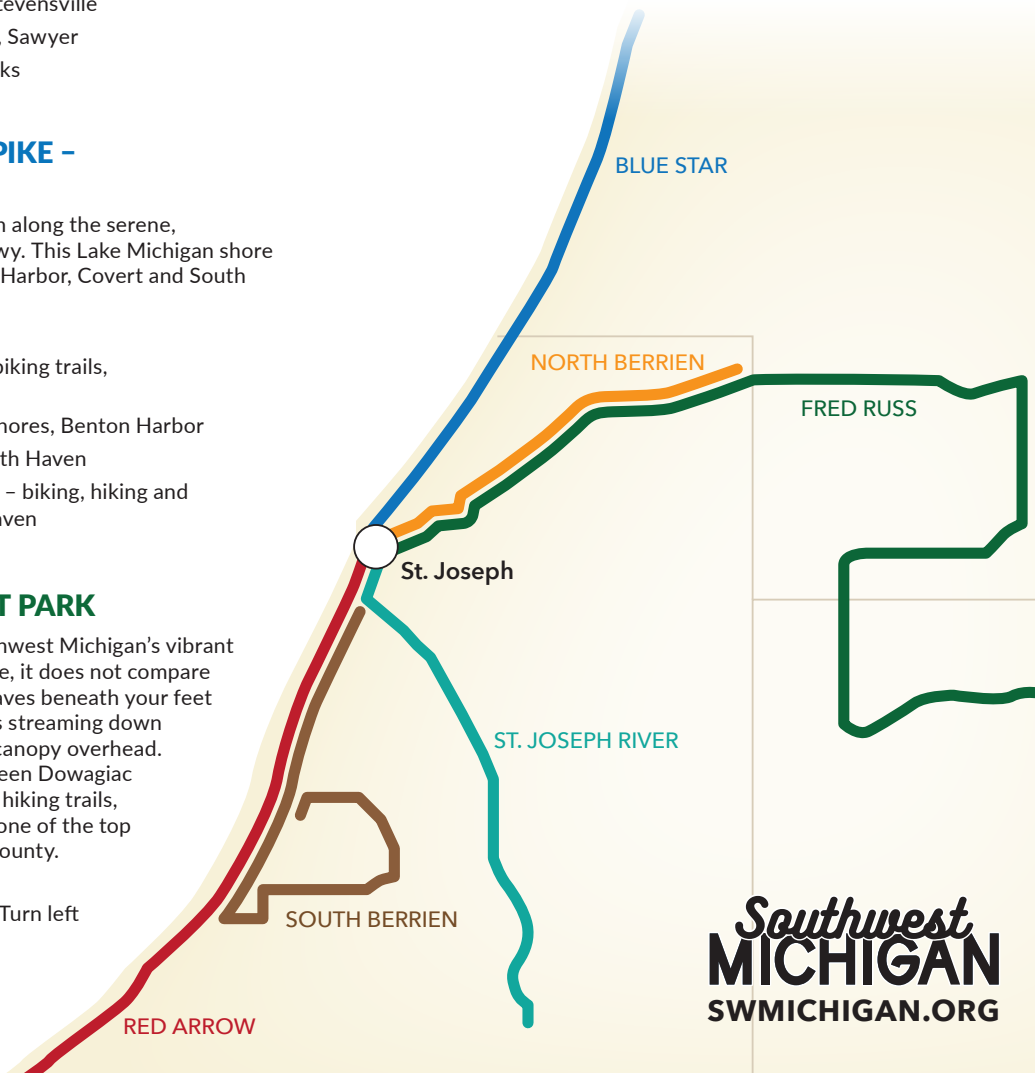 tevensville
, Sawyer
ks
PIKE –
n along the serene,
wy. This Lake Michigan shore
Harbor, Covert and South
biking trails,
hores, Benton Harbor
th Haven
– biking, hiking and
aven
T PARK
hwest Michigan’s vibrant
e, it does not compare
aves beneath your feet
s streaming down
canopy overhead.
een Dowagiac
hiking trails,
one of the top
ounty.
Turn left
BLUE STAR
NORTH BERRIEN
FRED RUSS
St. Joseph
ST. JOSEPH RIVER
SOUTH BERRIEN
RED ARROW
Southwest
MICHIGAN
SWMICHIGAN.ORG